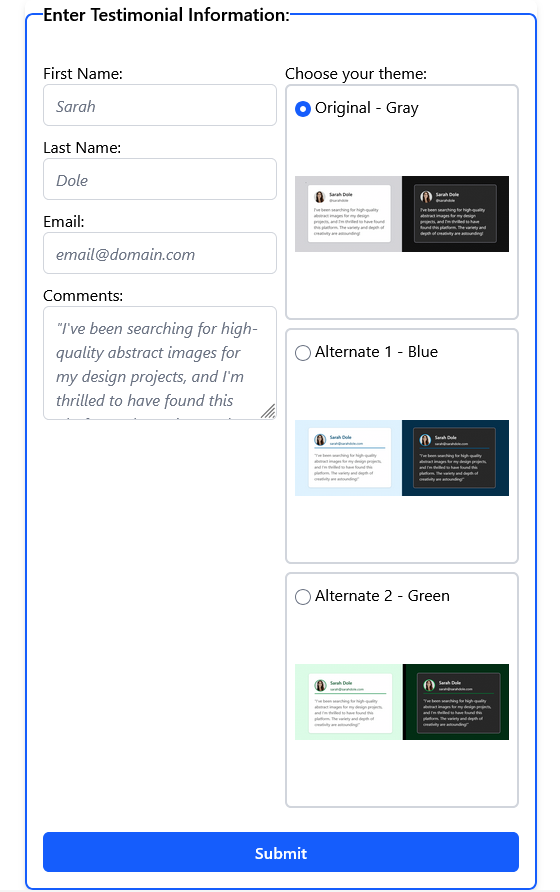 Enter Testimonial Information:
First Name:
Sarah
Last Name:
Dole
Email:
email@domain.com
Comments:
"I've been searching for high-
quality abstract images for
my design projects, and I'm
thrilled to have found this
Choose your theme:
Original - Gray
Sarah Dole
@sarahdole
I've been searching for high-quality
abstract images for my design
projects, and I'm thrilled to have
found this platform. The variety and
depth of creativity are astounding!
Sarah Dole
@sarahdole
I've been searching for high-quality
abstract images for my design
projects, and I'm thrilled to have
found this platform. The variety and
depth of creativity are astounding!
Alternate 1 - Blue
Sarah Dole
sarah@sarahdole.com
"I've been searching for high-quality
abstract images for my design projects,
and I'm thrilled to have found this
platform. The variety and depth of
creativity are astounding!"
Sarah Dole
sarah@sarahdole.com
"I've been searching for high-quality
abstract images for my design projects,
and I'm thrilled to have found this
platform. The variety and depth of
creativity are astounding!"
Alternate 2 - Green
Sarah Dole
sarah@sarahdole.com
"I've been searching for high-quality
abstract images for my design projects,
and I'm thrilled to have found this
platform. The variety and depth of
creativity are astounding!"
Sarah Dole
sarah@sarahdole.com
"I've been searching for high-quality
abstract images for my design projects,
and I'm thrilled to have found this
platform. The variety and depth of
creativity are astounding!"
Submit